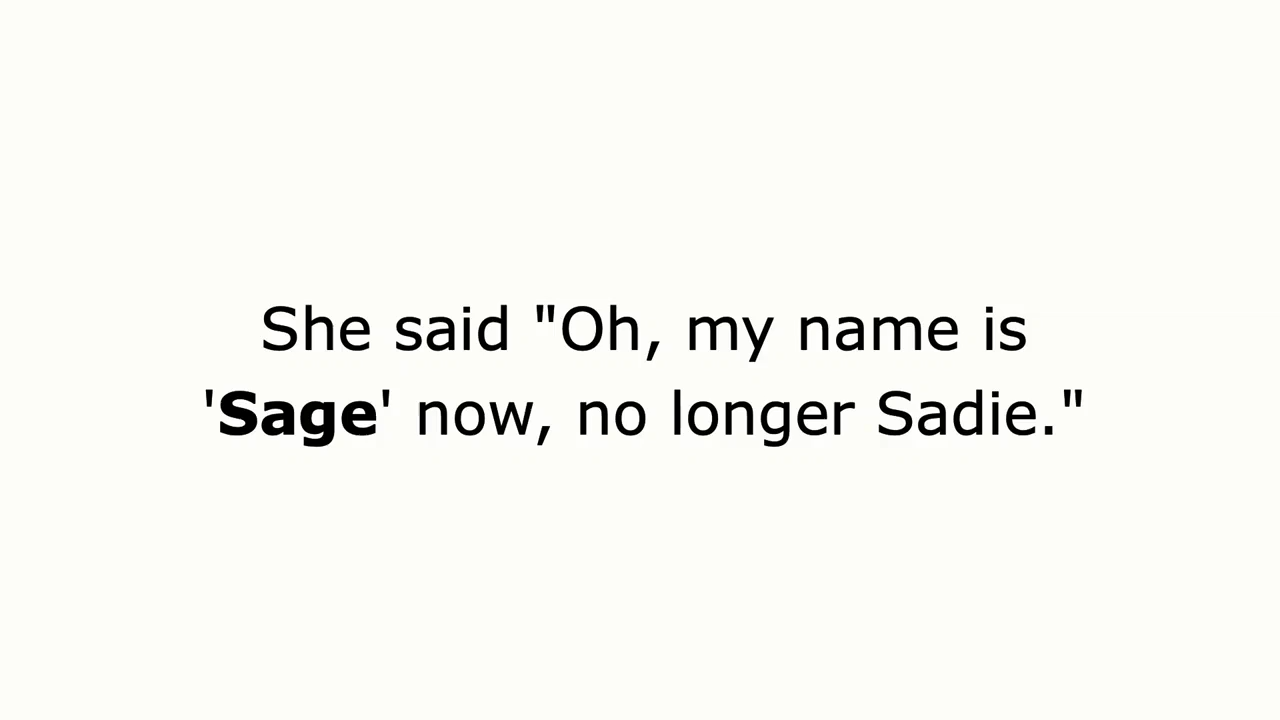 She said "Oh, my name is
'Sage' now, no longer Sadie."